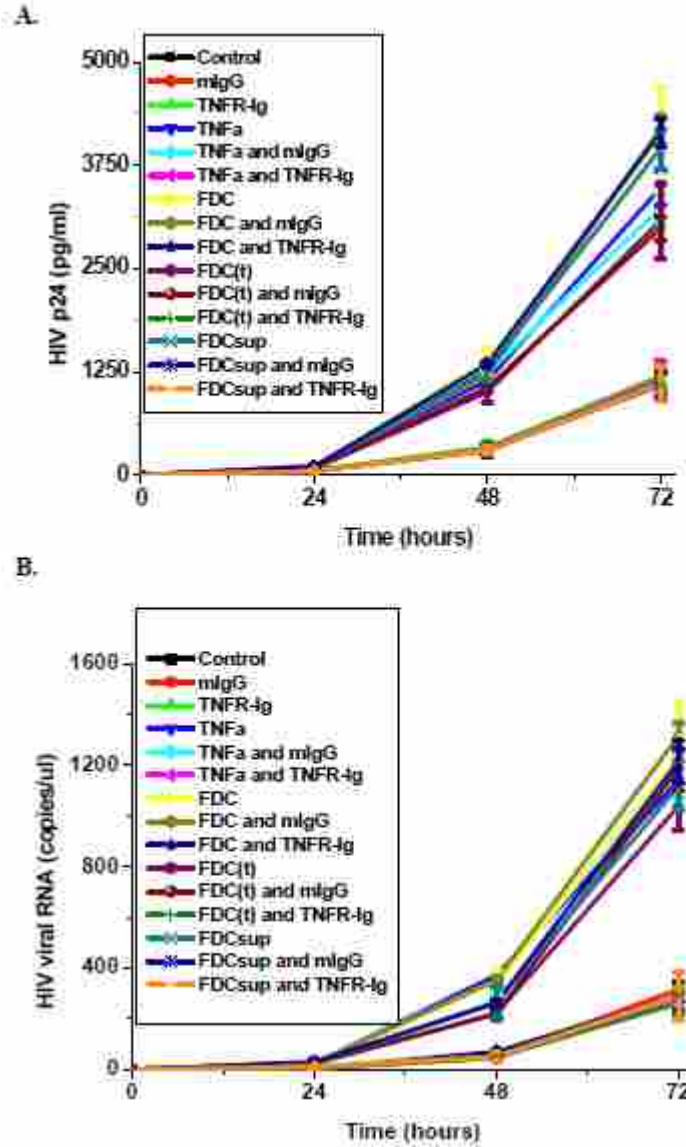 A.
5000
3750
2500
1250
0
HIV p24 (pg/ml)
Control
mIgG
TNFR-Ig
TNFa
TNFa and mIgG
TNFa and TNFR-Ig
FDC
FDC and mIgG
FDC and TNFR-Ig
FDC(t)
FDC(t) and mIgG
FDC(t) and TNFR-Ig
FDCsup
FDCsup and mIgG
FDCsup and TNFR-Ig
0 24 48 72
Time (hours)
B.
1600
1200
800
400
0
HIV viral RNA (copies/ul)
Control
mIgG
TNFR-Ig
TNFa
TNFa and mIgG
TNFa and TNFR-Ig
FDC
FDC and mIgG
FDC and TNFR-Ig
FDC(t)
FDC(t) and mIgG
FDC(t) and TNFR-Ig
FDCsup
FDCsup and mIgG
FDCsup and TNFR-Ig
0 24 48 72
Time (hours)